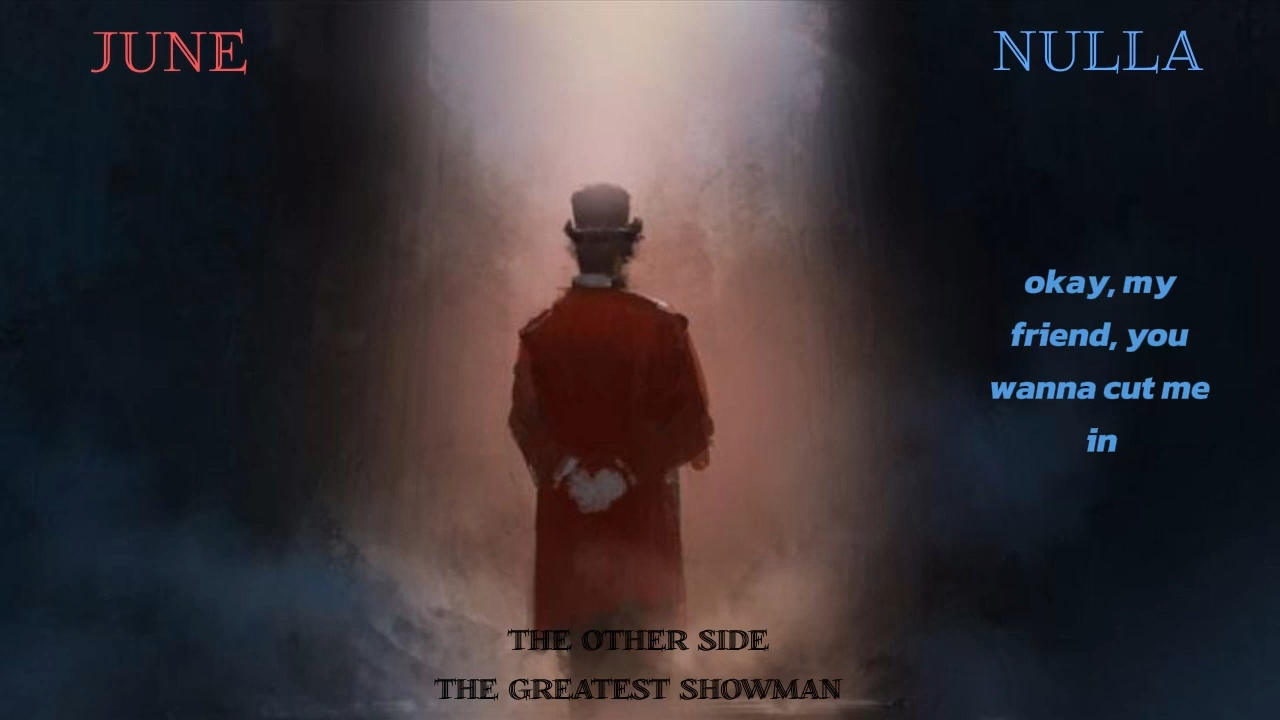 JUNE
NULLA
okay, my
friend, you
wanna cut me
in
THE OTHER SIDE
THE GREATEST SHOWMAN